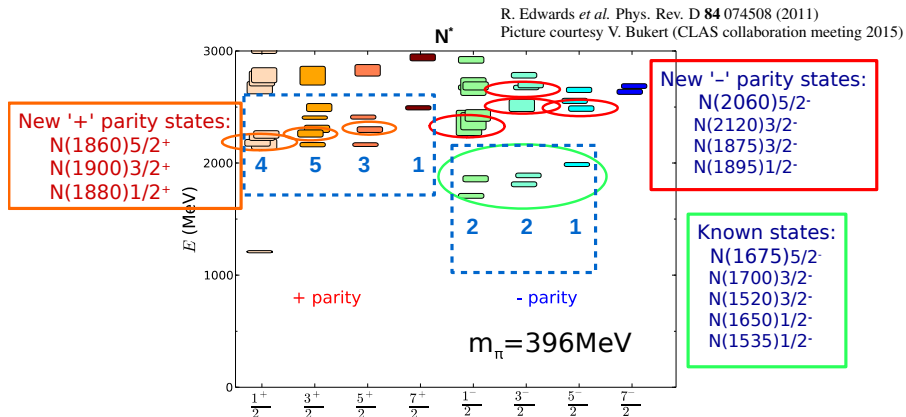 R. Edwards et al. Phys. Rev. D 84 074508 (2011)
Picture courtesy V. Bukert (CLAS collaboration meeting 2015)
N*
3000
2000
1000
0
E (MeV)
New '+' parity states:
N(1860)5/2⁺
N(1900)3/2⁺
N(1880)1/2⁺
4 5 3 1
2 2 1
+ parity
- parity
mπ=396MeV
New '–' parity states:
N(2060)5/2⁻
N(2120)3/2⁻
N(1875)3/2⁻
N(1895)1/2⁻
Known states:
N(1675)5/2⁻
N(1700)3/2⁻
N(1520)3/2⁻
N(1650)1/2⁻
N(1535)1/2⁻
1⁺/2 3⁺/2 5⁺/2 7⁺/2 1⁻/2 3⁻/2 5⁻/2 7⁻/2